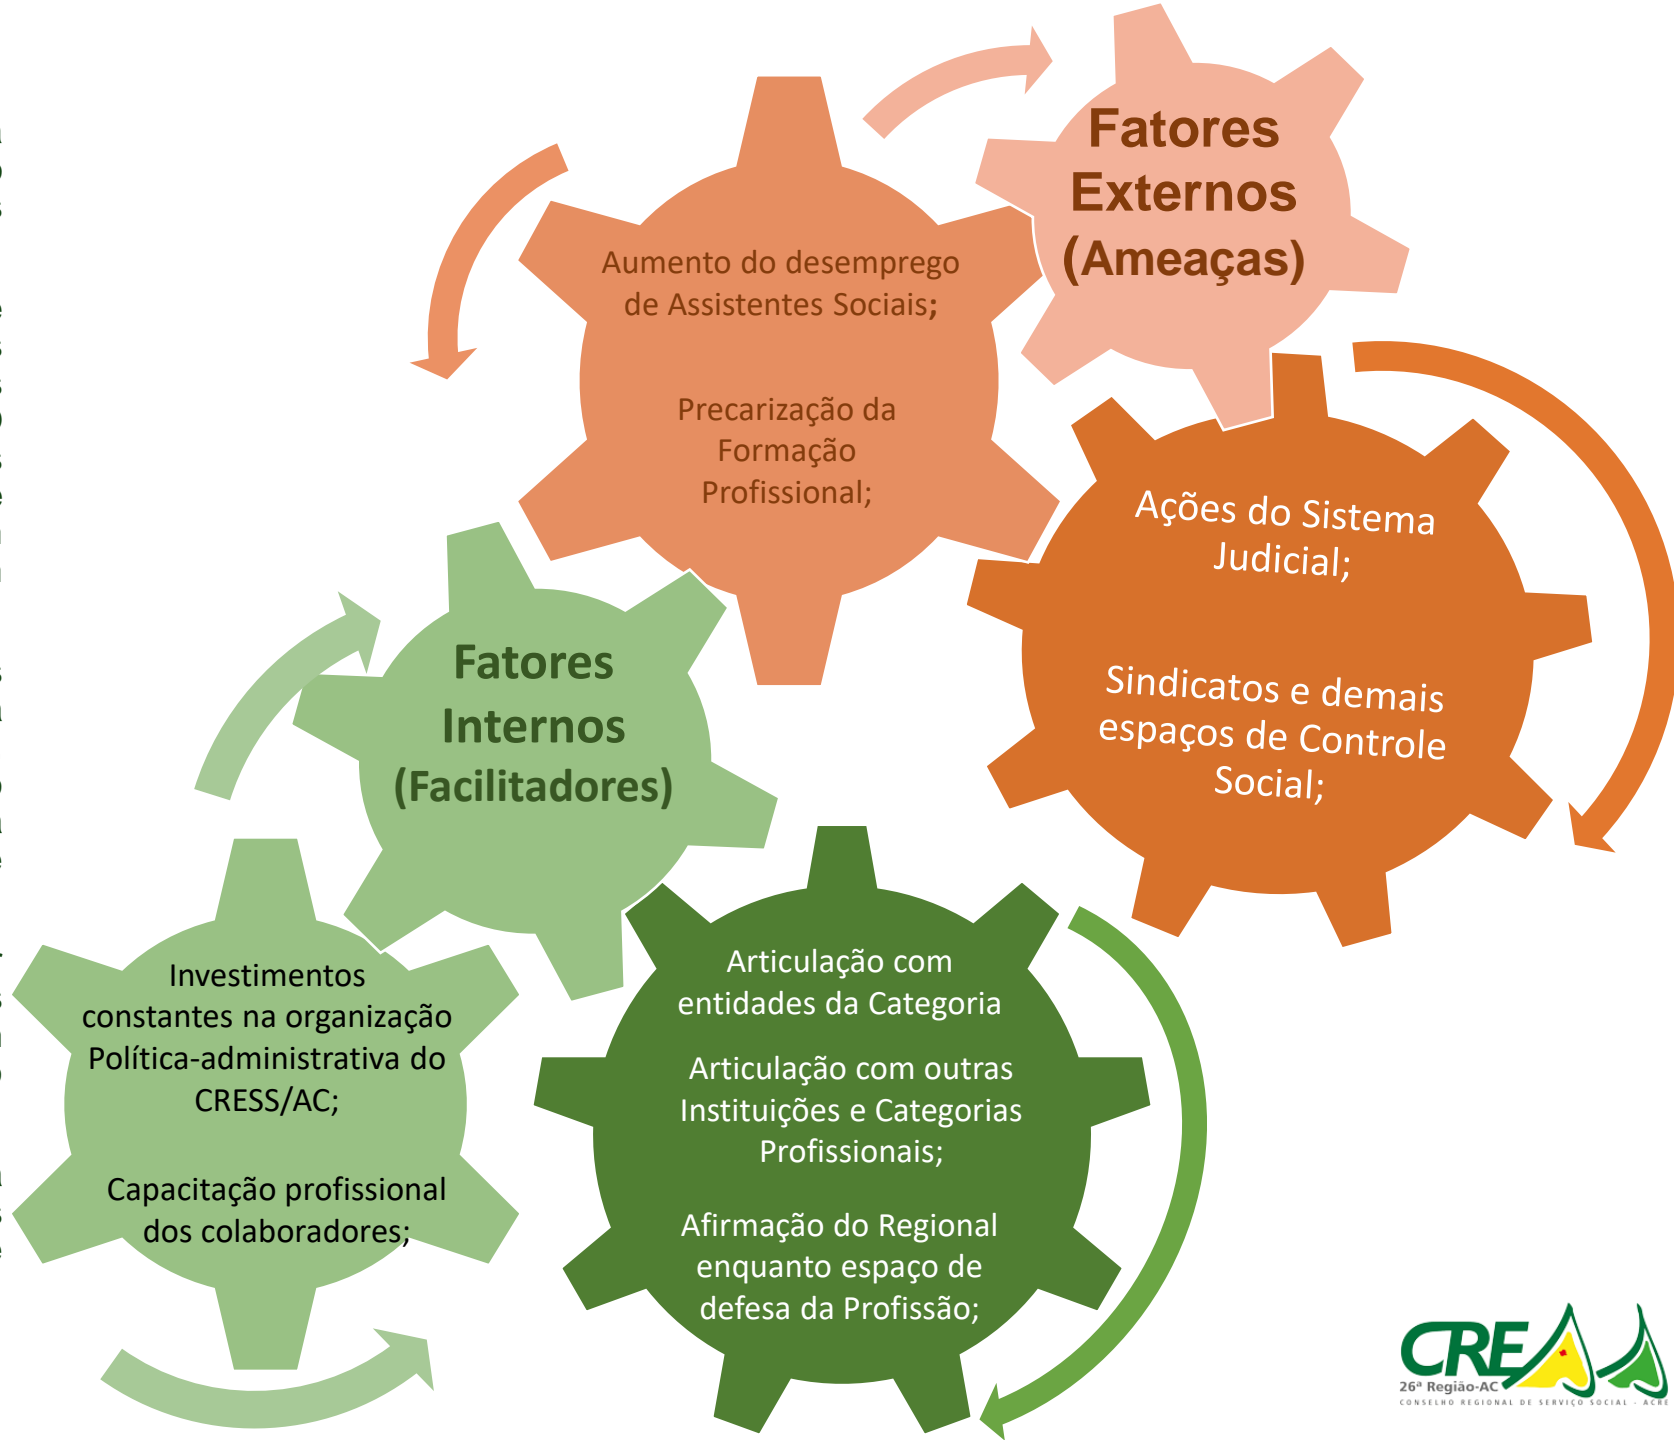 Fatores
Externos
(Ameaças)
Aumento do desemprego
de Assistentes Sociais;
Precarização da
Formação
Profissional;
Ações do Sistema
Judicial;
Sindicatos e demais
espaços de Controle
Social;
Fatores
Internos
(Facilitadores)
Investimentos
constantes na organização
Política-administrativa do
CRESS/AC;
Capacitação profissional
dos colaboradores;
Articulação com
entidades da Categoria
Articulação com outras
Instituições e Categorias
Profissionais;
Afirmação do Regional
enquanto espaço de
defesa da Profissão;
CRE
26ª Região-AC
CONSELHO REGIONAL DE SERVIÇO SOCIAL - ACRE